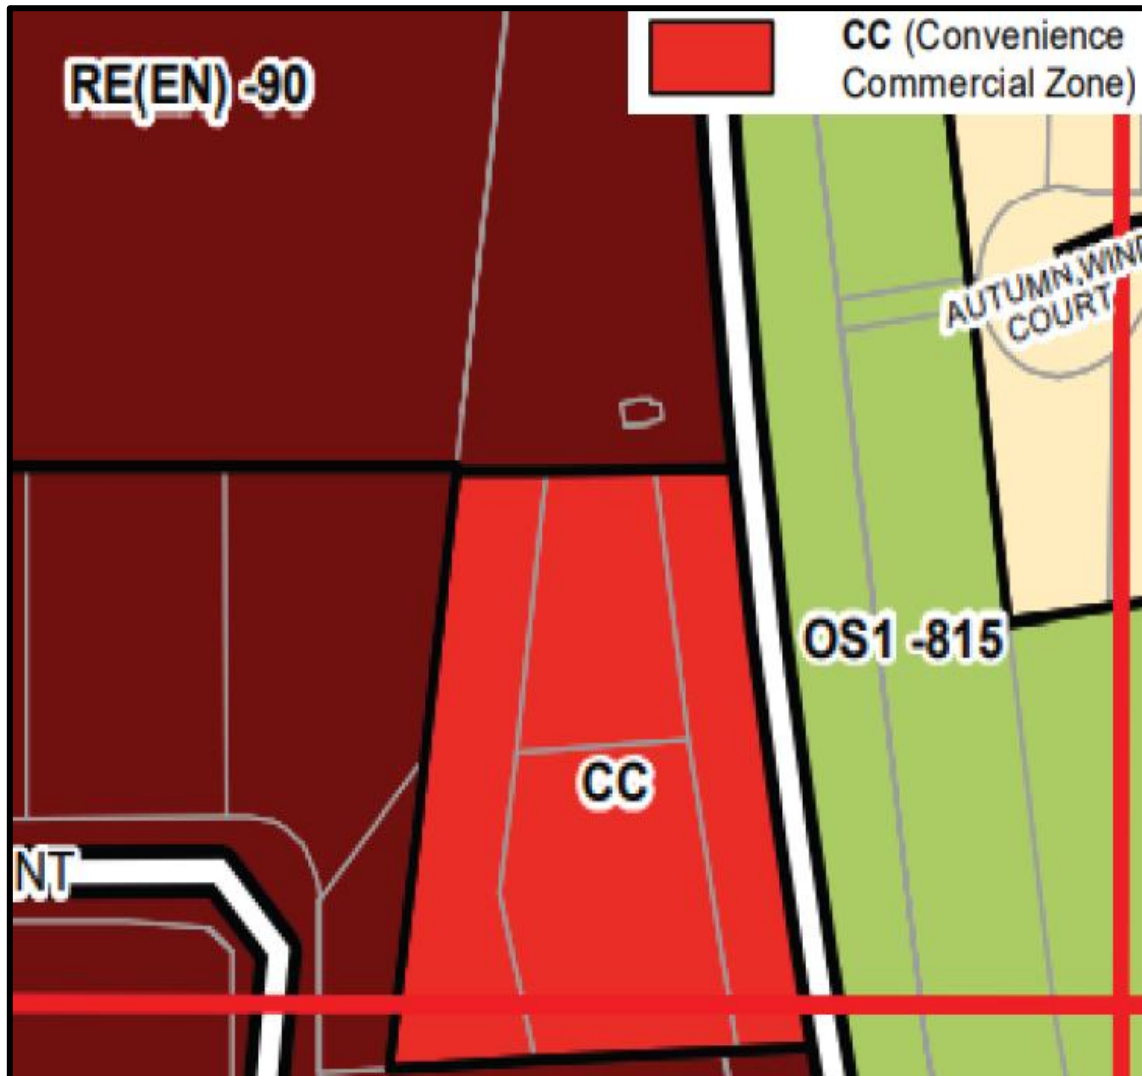 RE(EN) -90
CC (Convenience
Commercial Zone)
AUTUMN WIND
COURT
OS1 -815
CC
NT